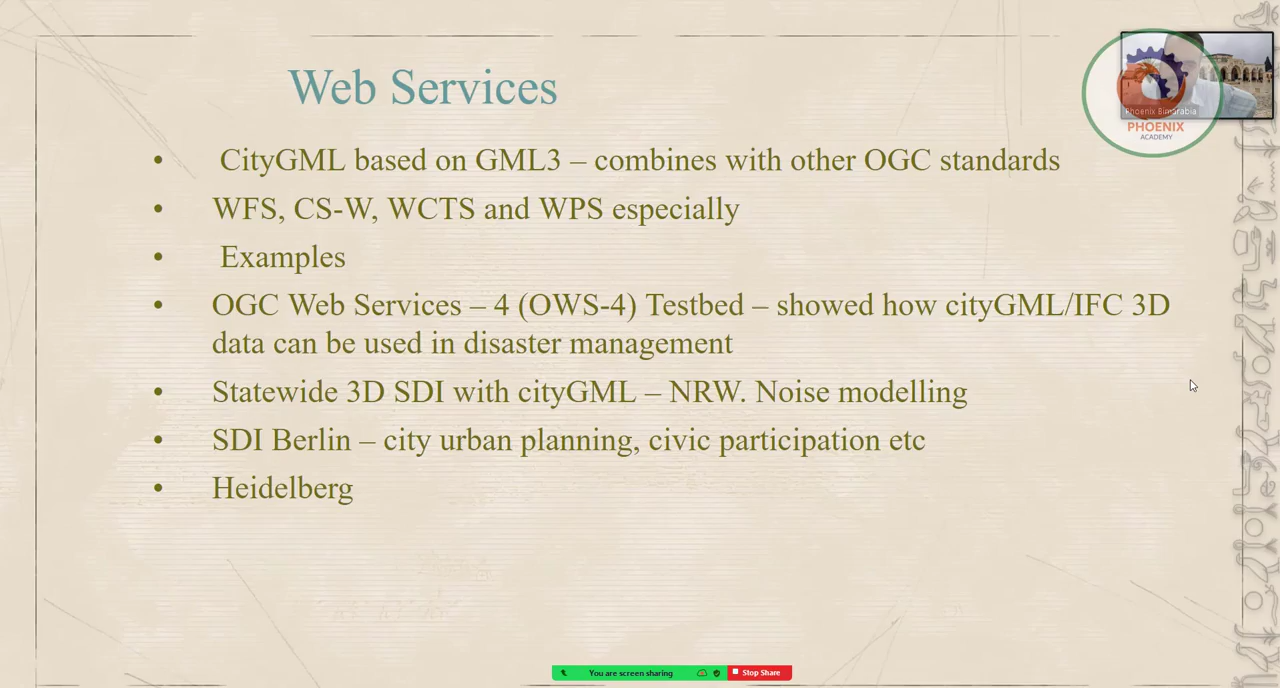 Web Services
Phoenix Bimarabia
PHOENIX
ACADEMY
• CityGML based on GML3 – combines with other OGC standards
• WFS, CS-W, WCTS and WPS especially
• Examples
• OGC Web Services – 4 (OWS-4) Testbed – showed how cityGML/IFC 3D
data can be used in disaster management
• Statewide 3D SDI with cityGML – NRW. Noise modelling
• SDI Berlin – city urban planning, civic participation etc
• Heidelberg
You are screen sharing
Stop Share